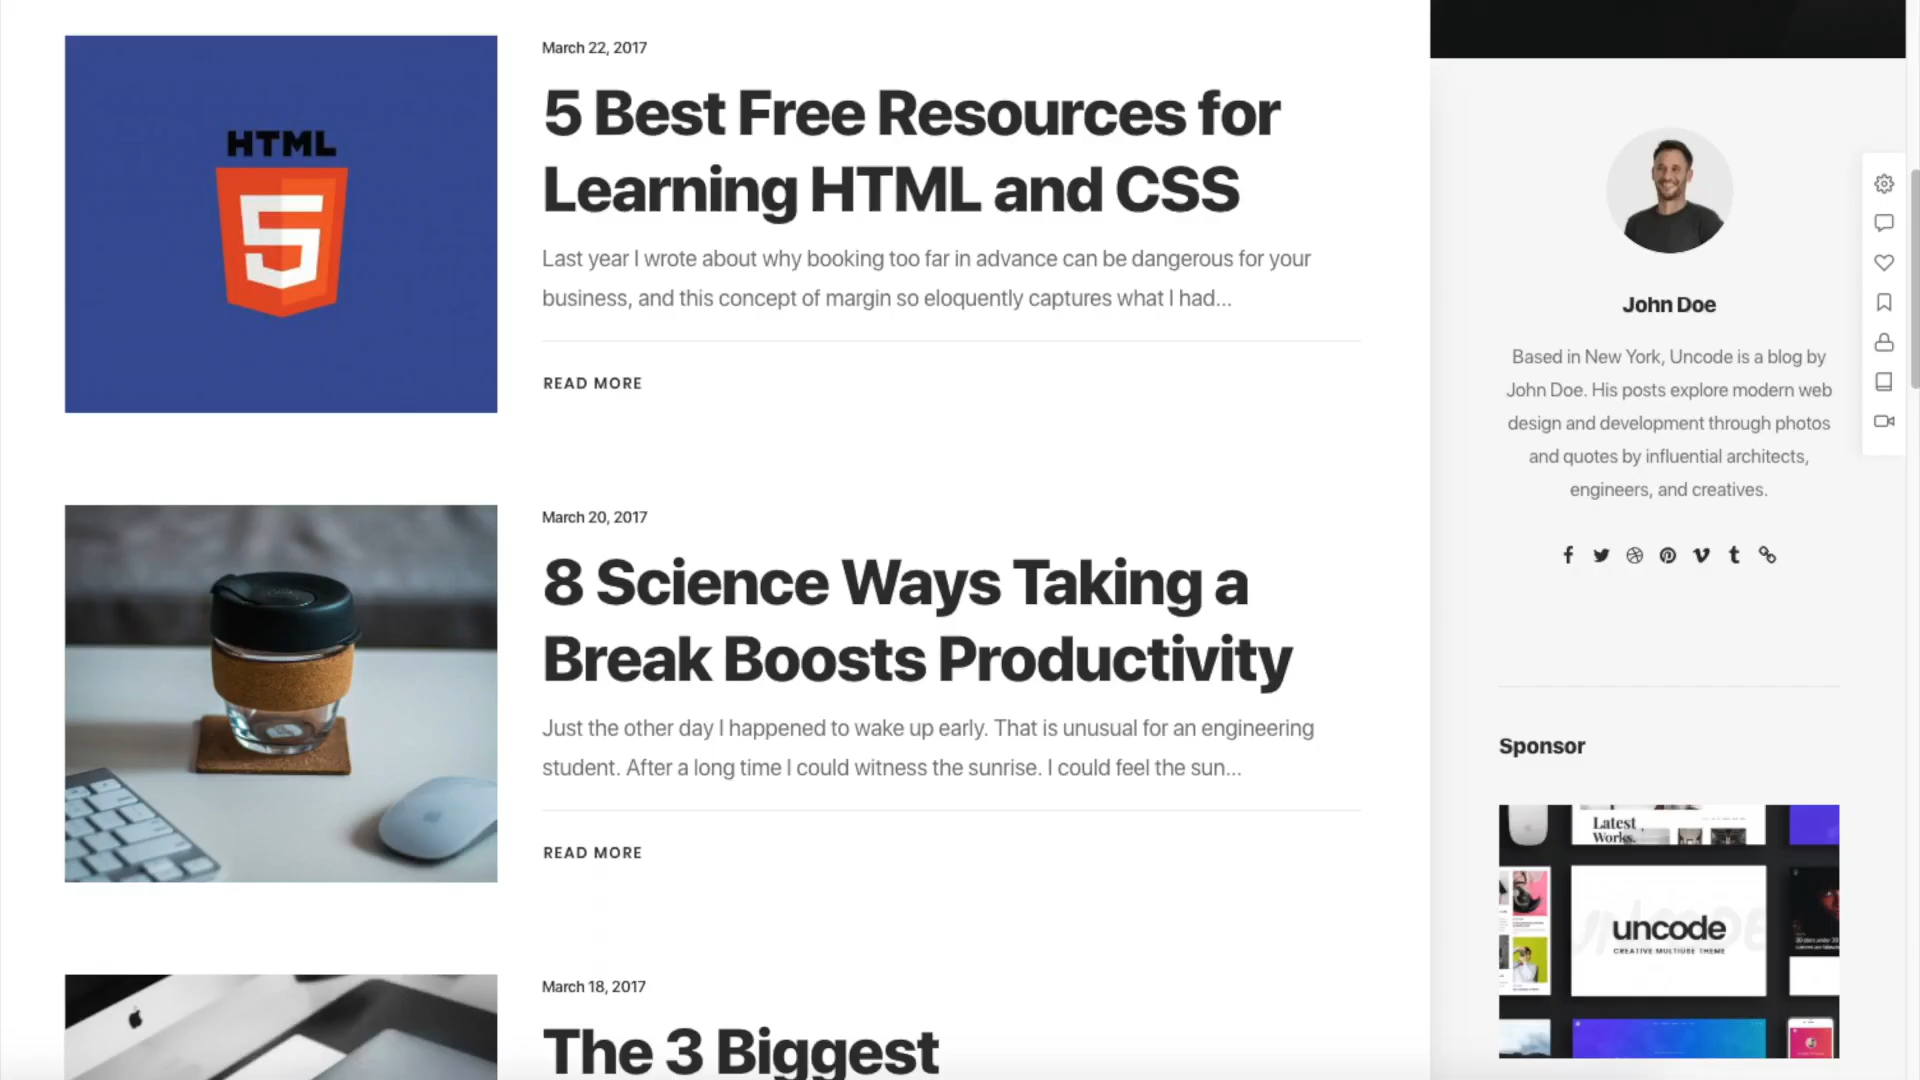 HTML
5
March 22, 2017
5 Best Free Resources for
Learning HTML and CSS
Last year I wrote about why booking too far in advance can be dangerous for your
business, and this concept of margin so eloquently captures what I had...
READ MORE
March 20, 2017
8 Science Ways Taking a
Break Boosts Productivity
Just the other day I happened to wake up early. That is unusual for an engineering
student. After a long time I could witness the sunrise. I could feel the sun...
READ MORE
March 18, 2017
The 3 Biggest
John Doe
Based in New York, Uncode is a blog by
John Doe. His posts explore modern web
design and development through photos
and quotes by influential architects,
engineers, and creatives.
Sponsor
Latest
Works.
uncode
CREATIVE MULTIUSE THEME